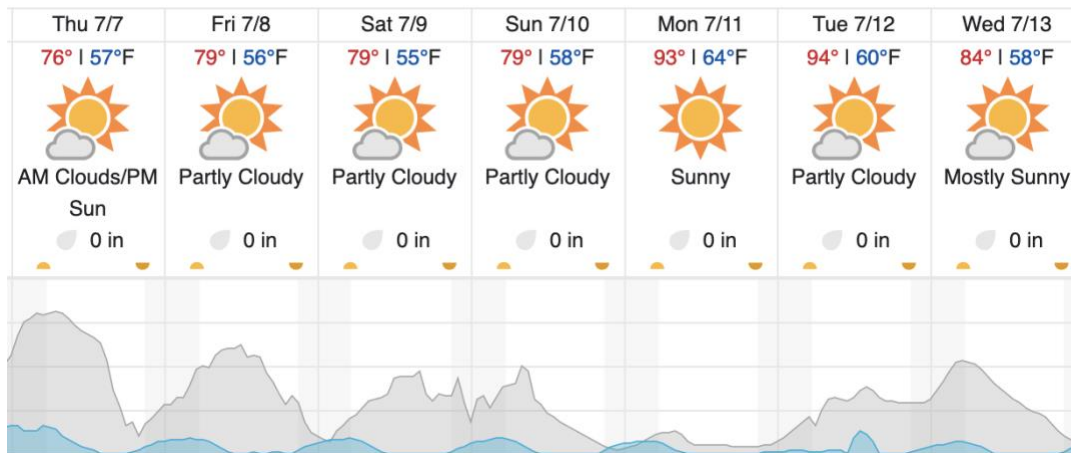 Thu 7/7 Fri 7/8 Sat 7/9 Sun 7/10 Mon 7/11 Tue 7/12 Wed 7/13
76° | 57°F 79° | 56°F 79° | 55°F 79° | 58°F 93° | 64°F 94° | 60°F 84° | 58°F
AM Clouds/PM Partly Cloudy Partly Cloudy Partly Cloudy Sunny Partly Cloudy Mostly Sunny
Sun
0 in 0 in 0 in 0 in 0 in 0 in 0 in